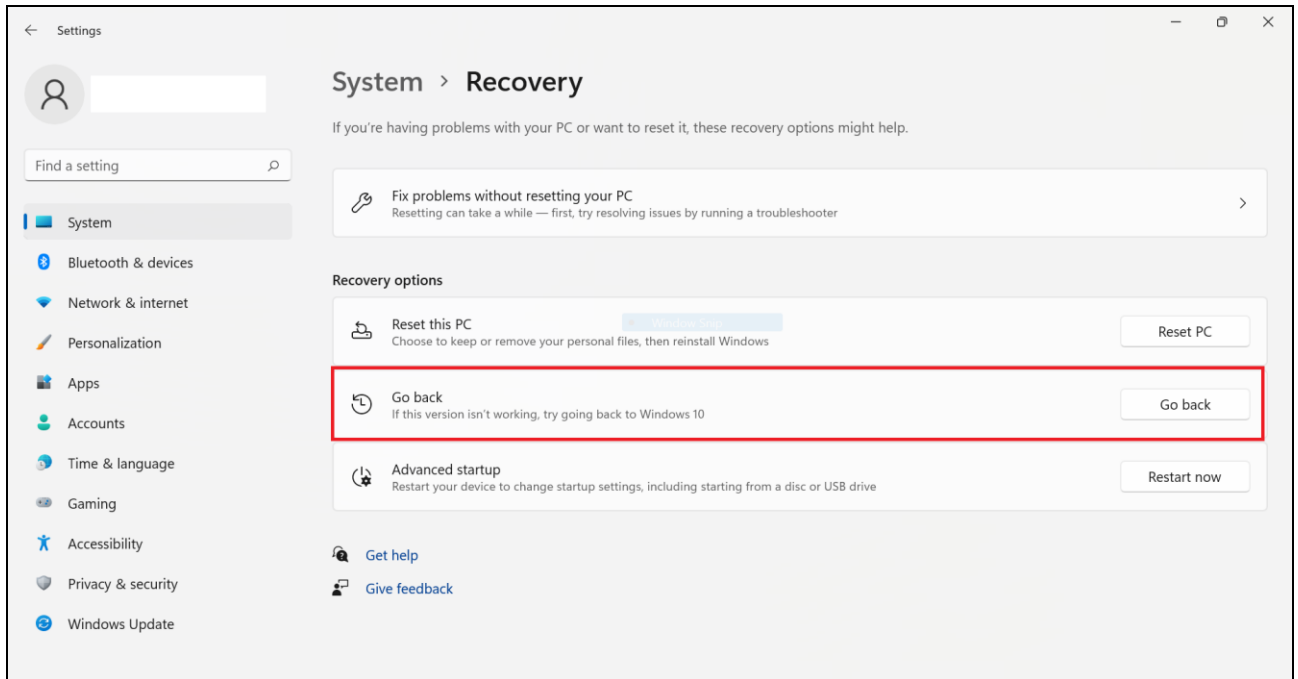 Settings
System > Recovery
If you're having problems with your PC or want to reset it, these recovery options might help.
Find a setting
System
Bluetooth & devices
Network & internet
Personalization
Apps
Accounts
Time & language
Gaming
Accessibility
Privacy & security
Windows Update
Fix problems without resetting your PC
Resetting can take a while — first, try resolving issues by running a troubleshooter
Recovery options
Reset this PC
Window Snip
Choose to keep or remove your personal files, then reinstall Windows
Reset PC
Go back
If this version isn't working, try going back to Windows 10
Go back
Advanced startup
Restart your device to change startup settings, including starting from a disc or USB drive
Restart now
Get help
Give feedback